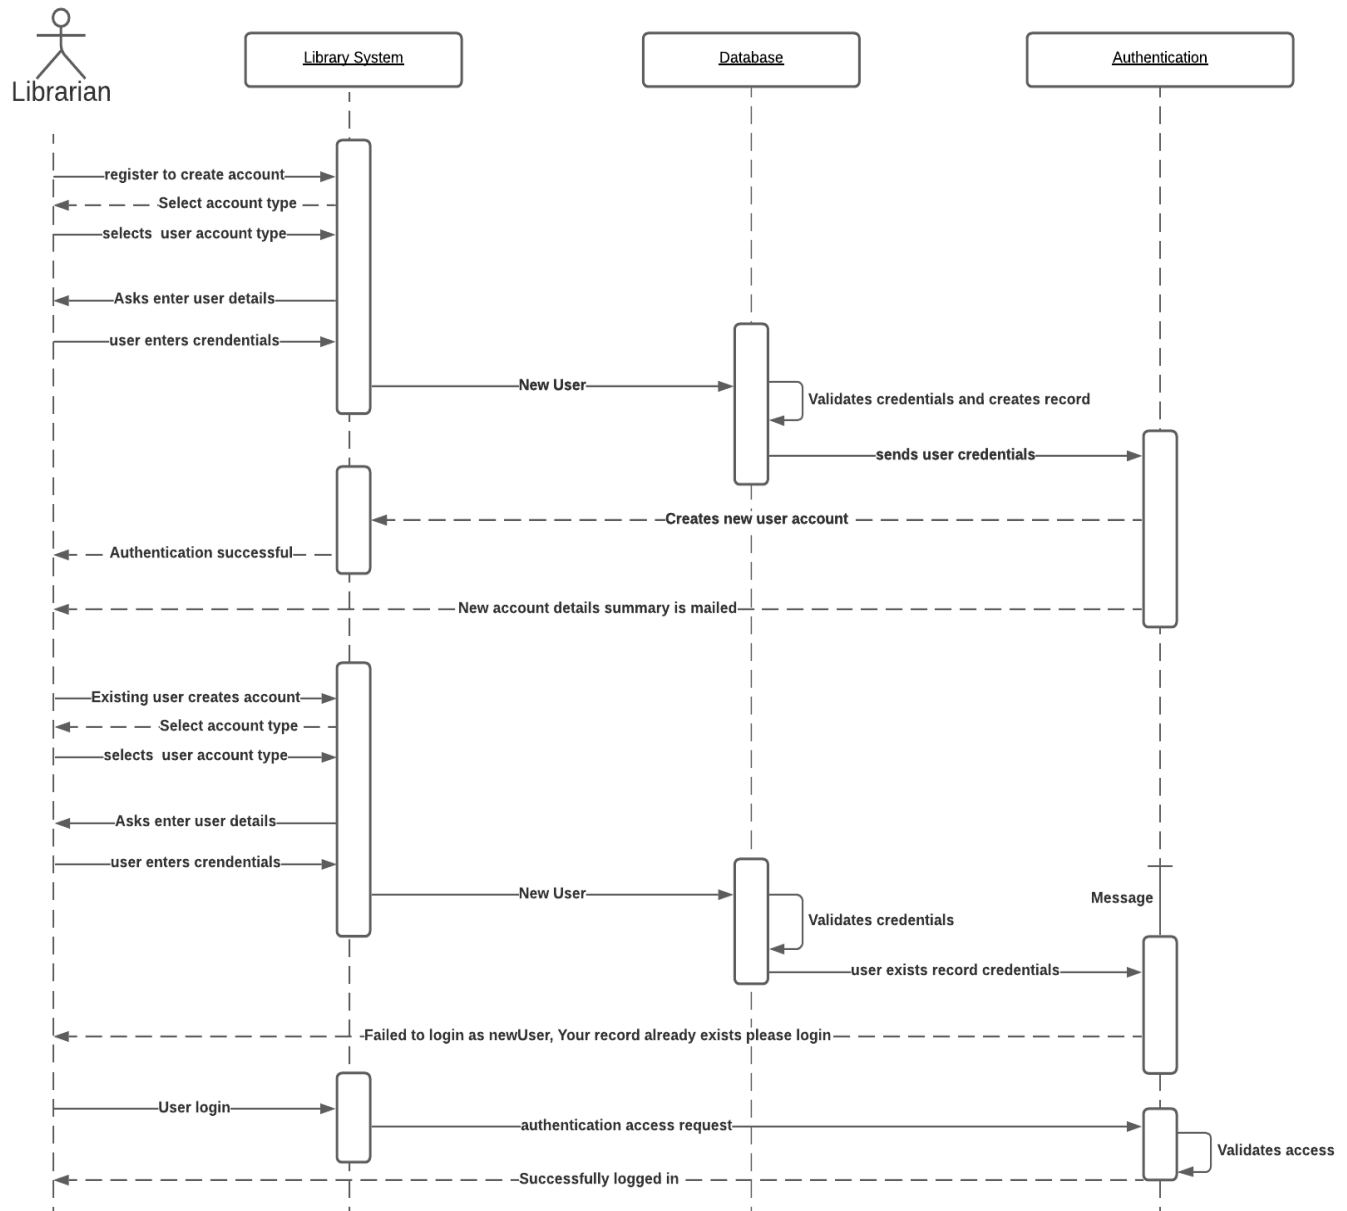 Librarian
Library System
Database
Authentication
register to create account
Select account type
selects  user account type
Asks enter user details
user enters crendentials
New User
Validates credentials and creates record
sends user credentials
Creates new user account
Authentication successful
New account details summary is mailed
Existing user creates account
Select account type
selects  user account type
Asks enter user details
user enters crendentials
New User
Message
Validates credentials
user exists record credentials
Failed to login as newUser, Your record already exists please login
User login
authentication access request
Validates access
Successfully logged in